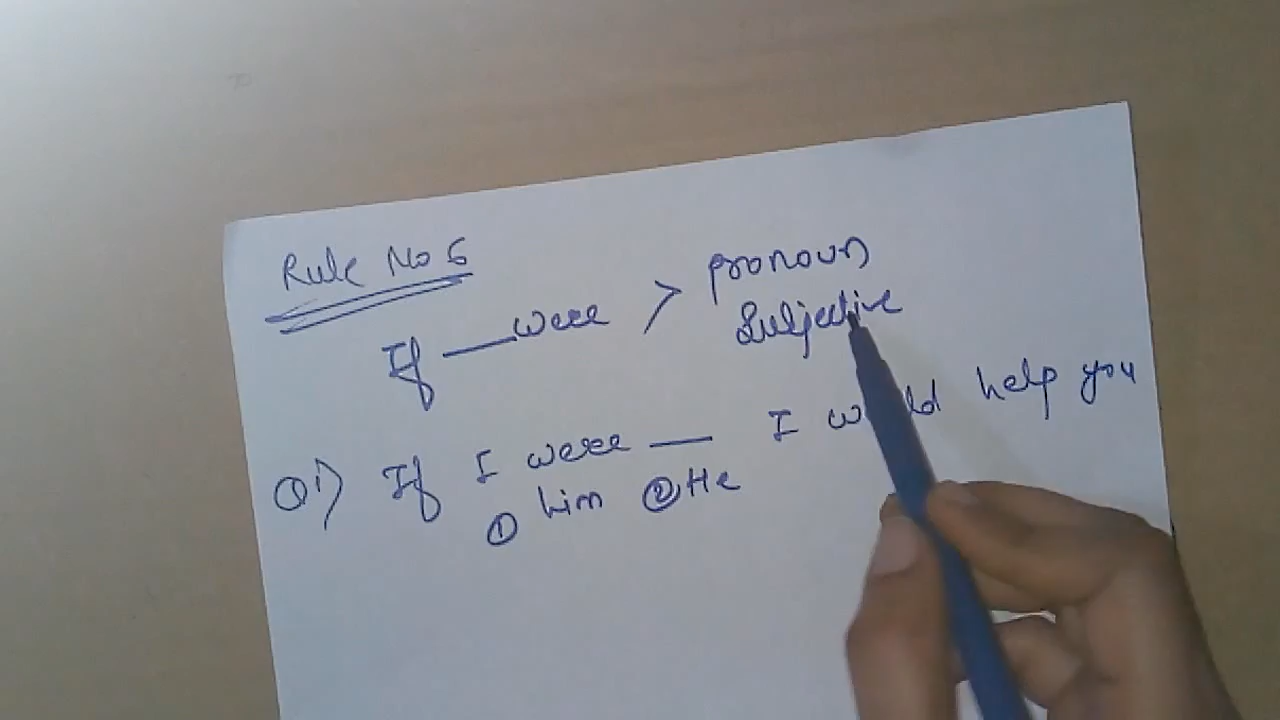 Rule No 6
If ___ were > pronoun
Subjective
Q1) If I were ___ I would help you
① him ② He